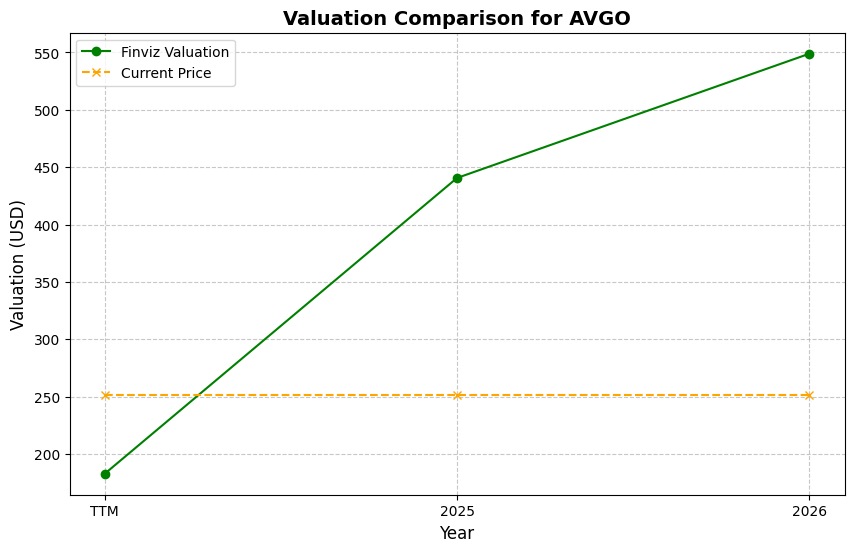 Valuation Comparison for AVGO
Finviz Valuation
Current Price
Valuation (USD)
550
500
450
400
350
300
250
200
TTM
2025
2026
Year